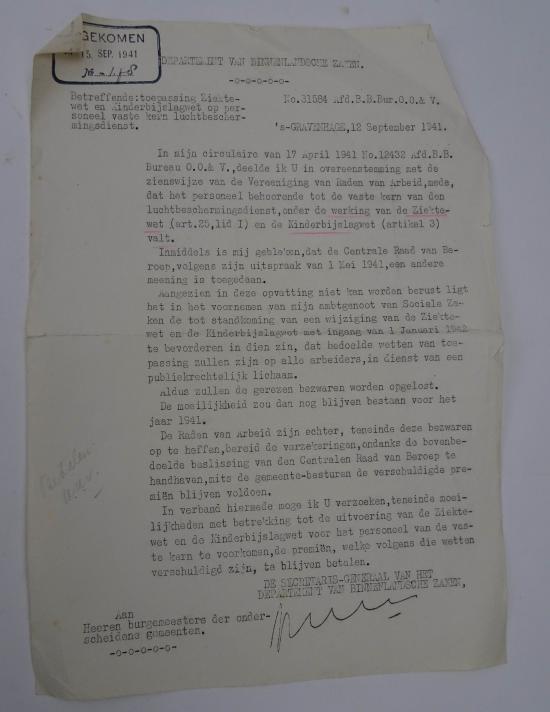 GEKOMEN
15. SEP. 1941
DEPARTEMENT VAN BINNENLANDSCHE ZAKEN.
-o-o-o-o-o-
Betreffende:toepassing Ziekte-
wet en Kinderbijslagwet op per-
soneel vaste kern luchtbescher-
mingsdienst.
No.31584 Afd.B.B.Bur.O.O.& V.
's-GRAVENHAGE,12 September 1941.
In mijn circulaire van 17 April 1941 No.12432 Afd.B.B.
Bureau O.O.& V.,deelde ik U in overeenstemming met de
zienswijze van de Vereeniging van Raden van Arbeid,mede,
dat het personeel behoorende tot de vaste kern van den
luchtbeschermingsdienst,onder de werking van de Ziekte-
wet (art.25,lid I) en de Kinderbijslagwet (artikel 3)
valt.
Inmiddels is mij gebleken,dat de Centrale Raad van Be-
roep,volgens zijn uitspraak van 1 Mei 1941,een andere
meening is toegedaan.
Aangezien in deze opvatting niet kan worden berust ligt
het in het voornemen van mijn ambtgenoot van Sociale Za-
ken de tot standkoming van een wijziging van de Ziekt-
wet en de Kinderbijslagwet met ingang van 1 Januari 1942
te bevorderen in dien zin, dat bedoelde wetten van toe-
passing zullen zijn op alle arbeiders,in dienst van een
publiekrechtelijk lichaam.
Aldus zullen de gerezen bezwaren worden opgelost.
De moeilijkheid zou dan nog blijven bestaan voor het
jaar 1941.
De Raden van Arbeid zijn echter, teneinde deze bezwaren
op te heffen,bereid de verzekeringen,ondanks de bovenbe-
doelde baslissing van den Centralen Raad van Beroep te
handhaven,mits de gemeente-besturen de verschuldigde pre-
miën blijven voldoen.
In verband hiermede moge ik U verzoeken,teneinde moei-
lijkheden met betrekking tot de uitvoering van de Ziekte-
wet en de Kinderbijslagwet voor het personeel van de vas-
te kern te voorkomen,de premiën, welke volgens die wetten
verschuldigd zijn, te blijven betalen.
DE SECRETARIS-GENERAAL VAN HET
DEPARTEMENT VAN BINNENLANDSCHE ZAKEN,
Aan
Heeren burgemeesters der onder-
scheidene gemeenten.
-o-o-o-o-o-